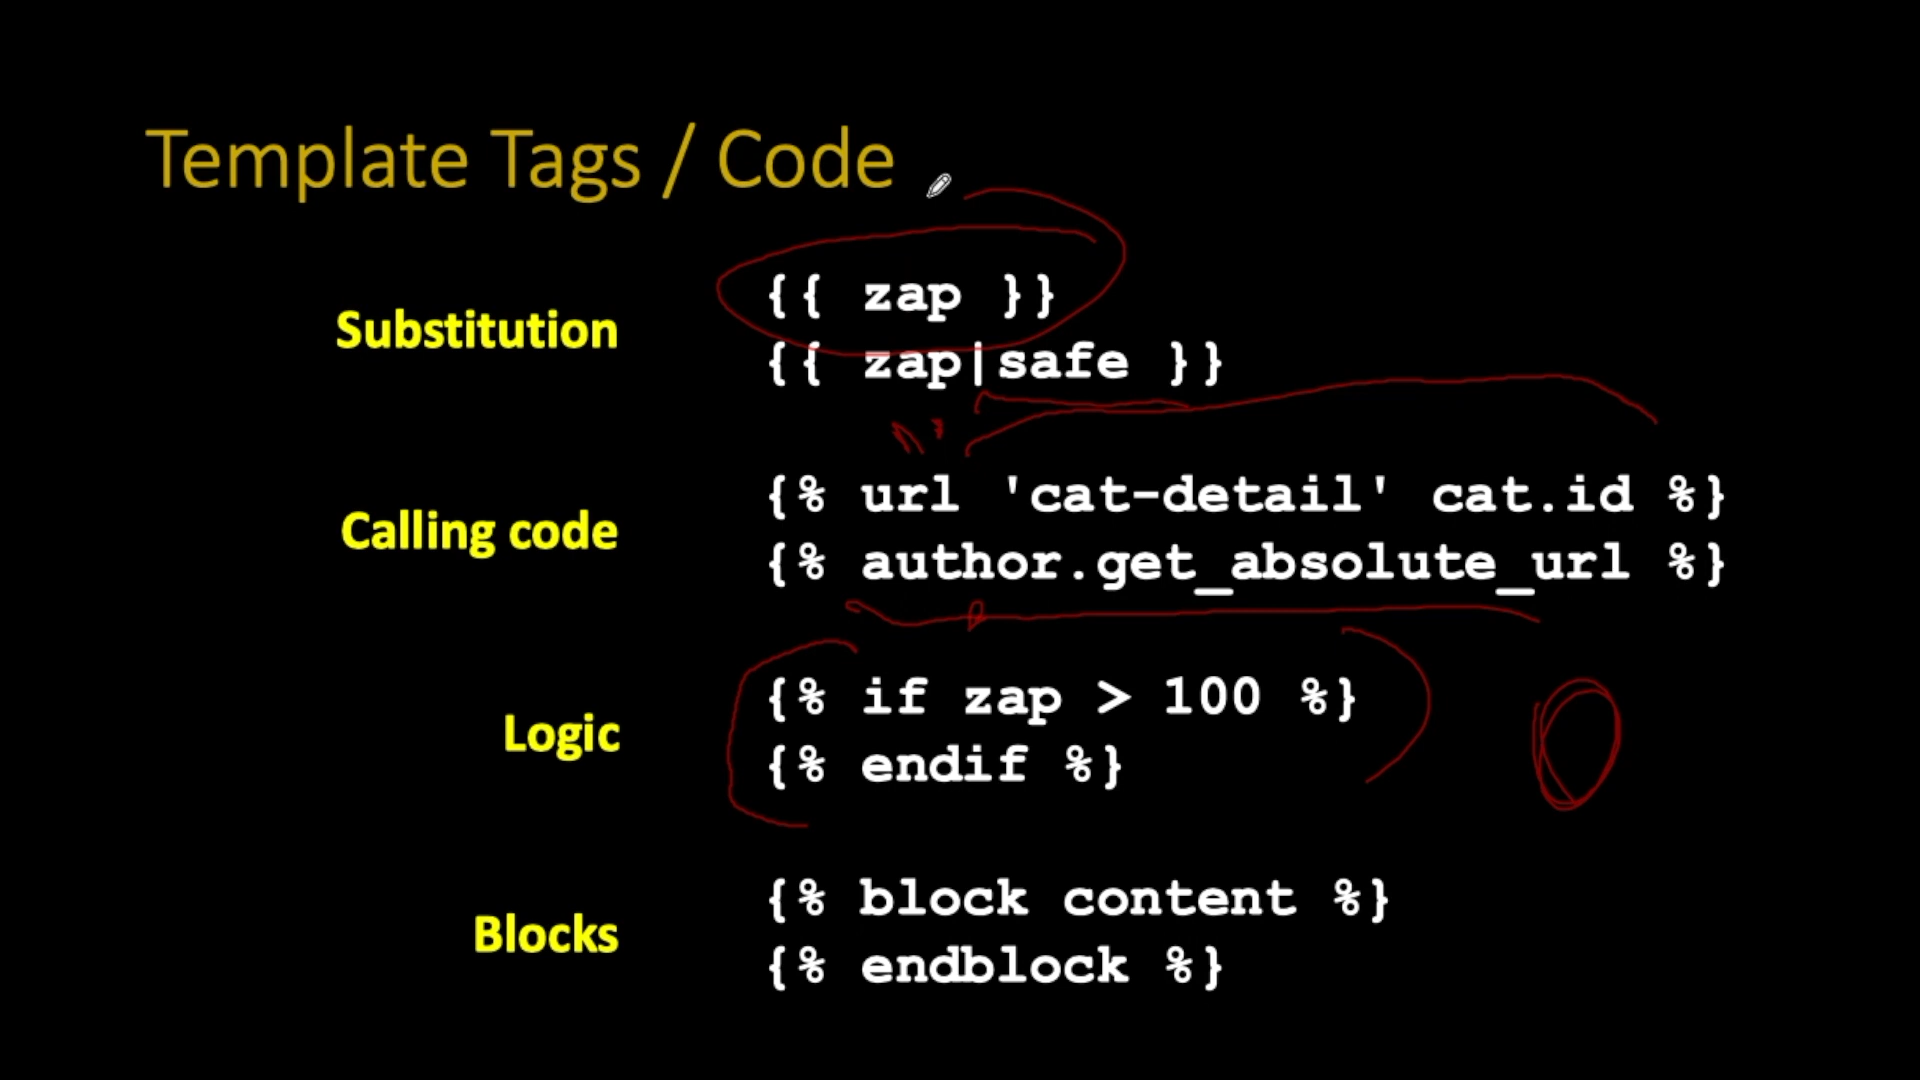 Template Tags / Code
Substitution
{{ zap }}
{{ zap|safe }}
Calling code
{% url 'cat-detail' cat.id %}
{% author.get_absolute_url %}
Logic
{% if zap > 100 %}
{% endif %}
Blocks
{% block content %}
{% endblock %}